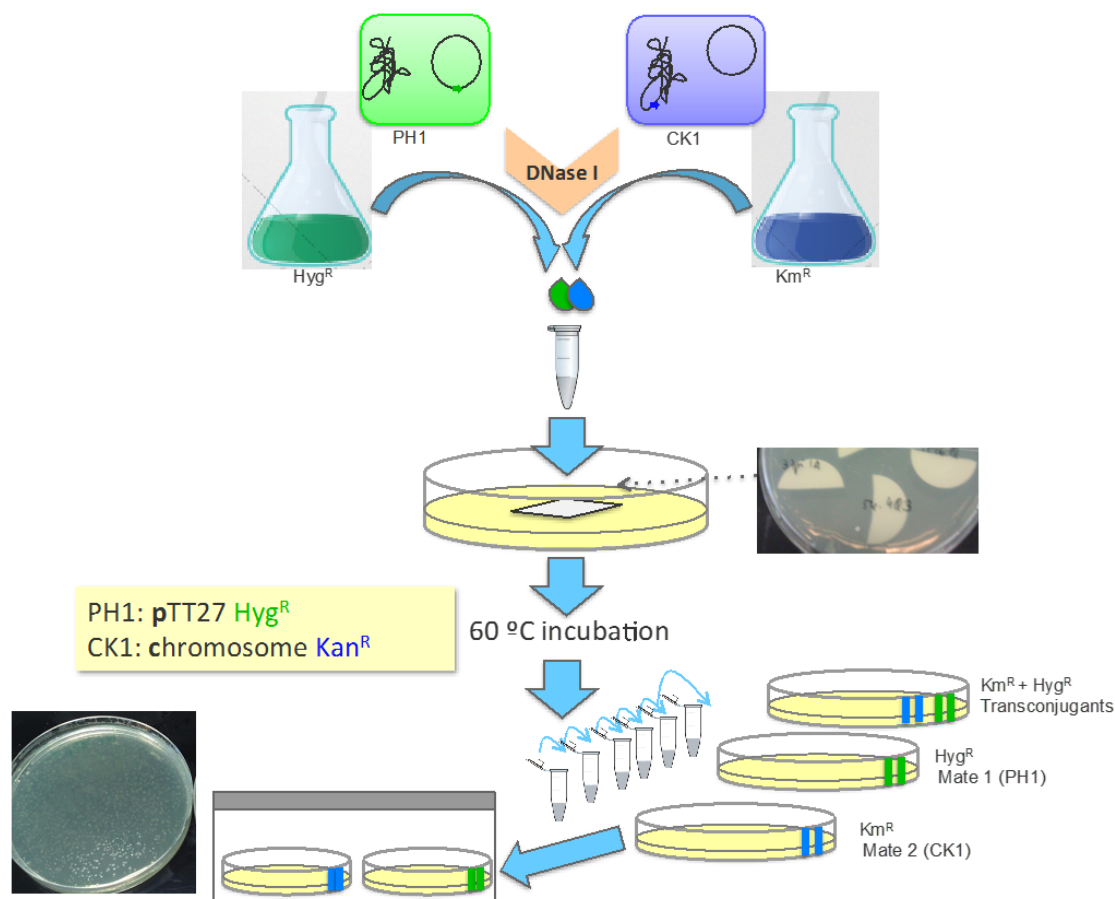 PH1
CK1
DNase I
Hygᴿ
Kmᴿ
PH1: pTT27 Hygᴿ
CK1: chromosome Kanᴿ
60 ºC incubation
Kmᴿ + Hygᴿ
Transconjugants
Hygᴿ
Mate 1 (PH1)
Kmᴿ
Mate 2 (CK1)